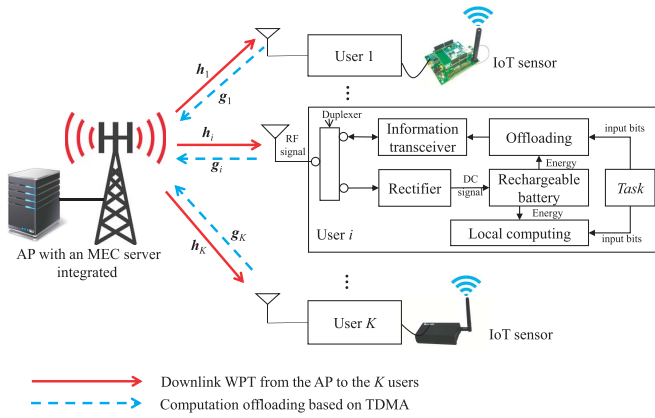 User 1
IoT sensor
h1
g1
Duplexer
RF
signal
Information
transceiver
Offloading
input bits
hi
gi
Energy
Rectifier
DC
signal
Rechargeable
battery
Task
Energy
Local computing
input bits
User i
AP with an MEC server
integrated
gK
hK
User K
IoT sensor
Downlink WPT from the AP to the K users
Computation offloading based on TDMA